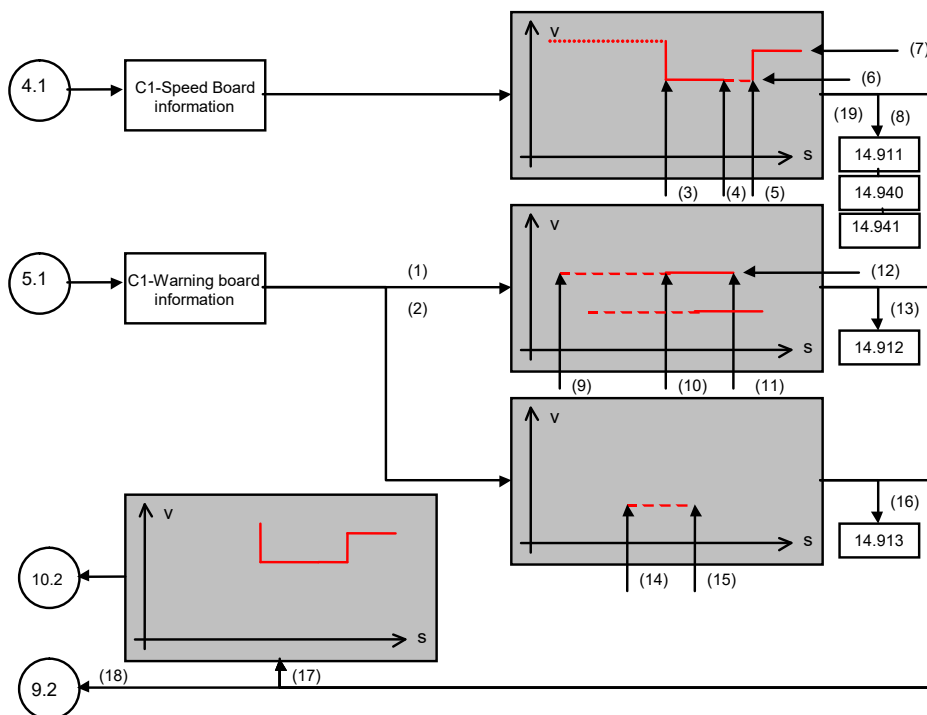 v
(7)
4.1
C1-Speed Board
information
(6)
(19)
(8)
s
14.911
(3)
(4)
(5)
14.940
14.941
v
5.1
C1-Warning board
information
(1)
(12)
(2)
(13)
s
14.912
(9)
(10)
(11)
v
(16)
v
14.913
s
10.2
(14)
(15)
s
(18)
(17)
9.2